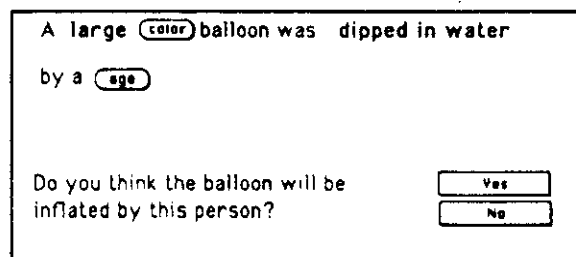 A large color balloon was dipped in water
by a age
Do you think the balloon will be Yes
inflated by this person? No